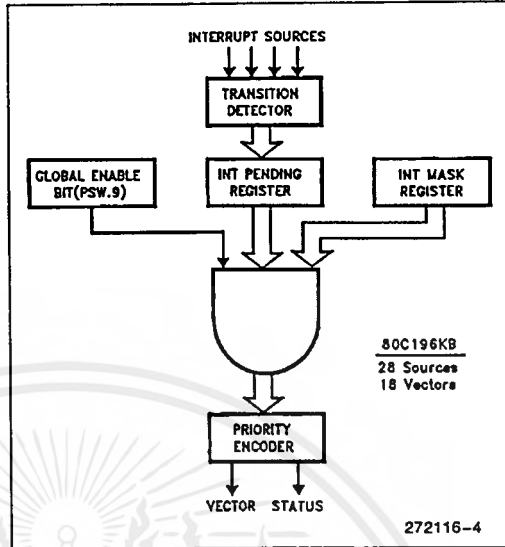 INTERRUPT SOURCES
TRANSITION
DETECTOR
GLOBAL ENABLE
BIT(PSW.9)
INT PENDING
REGISTER
INT MASK
REGISTER
80C196KB
28 Sources
18 Vectors
PRIORITY
ENCODER
VECTOR STATUS
272116-4